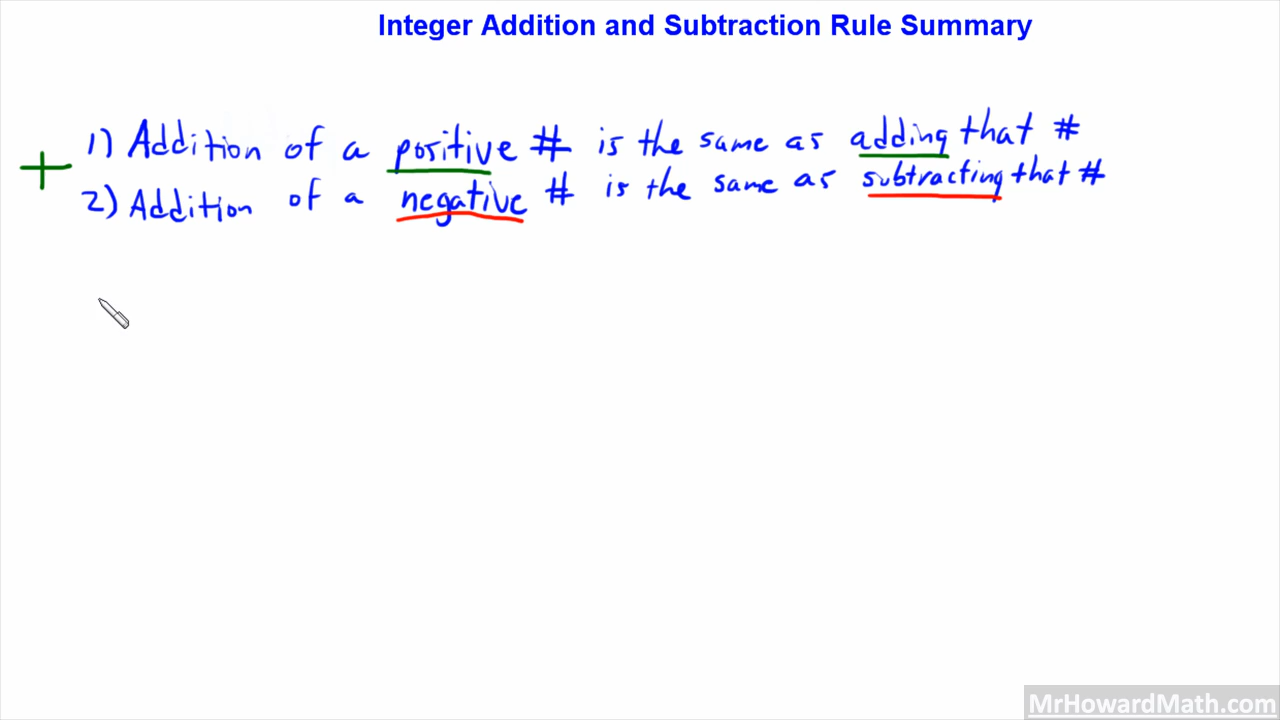 Integer Addition and Subtraction Rule Summary
+
1) Addition of a positive # is the same as adding that #
2) Addition of a negative # is the same as subtracting that #
MrHowardMath.com